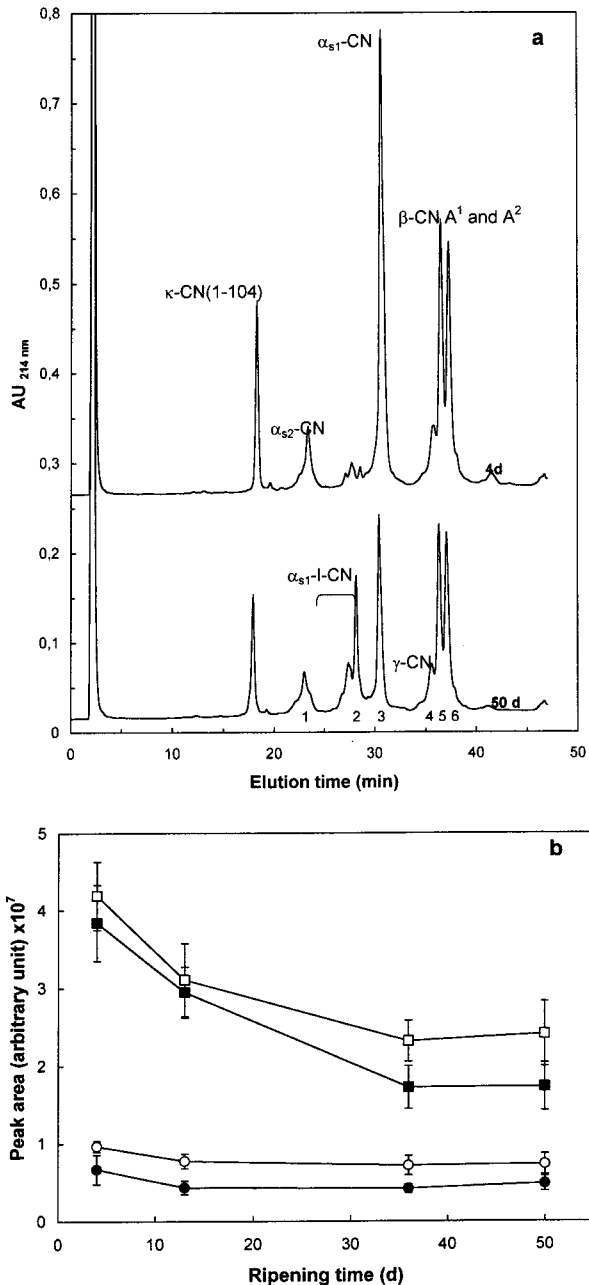 a
0,8
0,7
0,6
0,5
0,4
0,3
0,2
0,1
0
AU 214 nm
αs1-CN
β-CN A¹ and A²
κ-CN(1-104)
αs2-CN
4d
αs1-I-CN
γ-CN
50 d
1 2 3 4 5 6
0 10 20 30 40 50
Elution time (min)
b
5
4
3
2
1
0
Peak area (arbitrary unit) x10⁷
0 10 20 30 40 50
Ripening time (d)